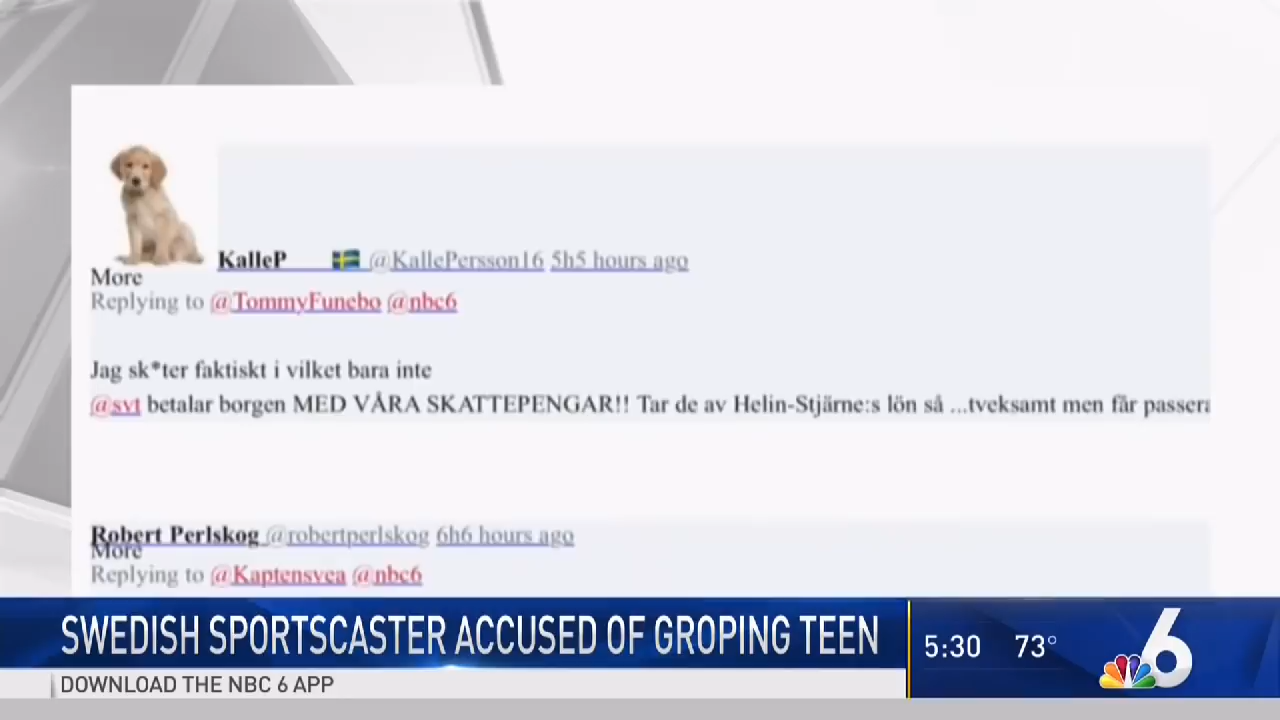 KalleP @KallePersson16 5h5 hours ago
More
Replying to @TommyFunebo @nbc6
Jag sk*ter faktiskt i vilket bara inte
@svt betalar borgen MED VÅRA SKATTEPENGAR!! Tar de av Helin-Stjärne:s lön så ...tveksamt men får passera
Robert Perlskog @robertperlskog 6h6 hours ago
More
Replying to @Kaptensvea @nbc6
SWEDISH SPORTSCASTER ACCUSED OF GROPING TEEN
5:30 73°
6
DOWNLOAD THE NBC 6 APP